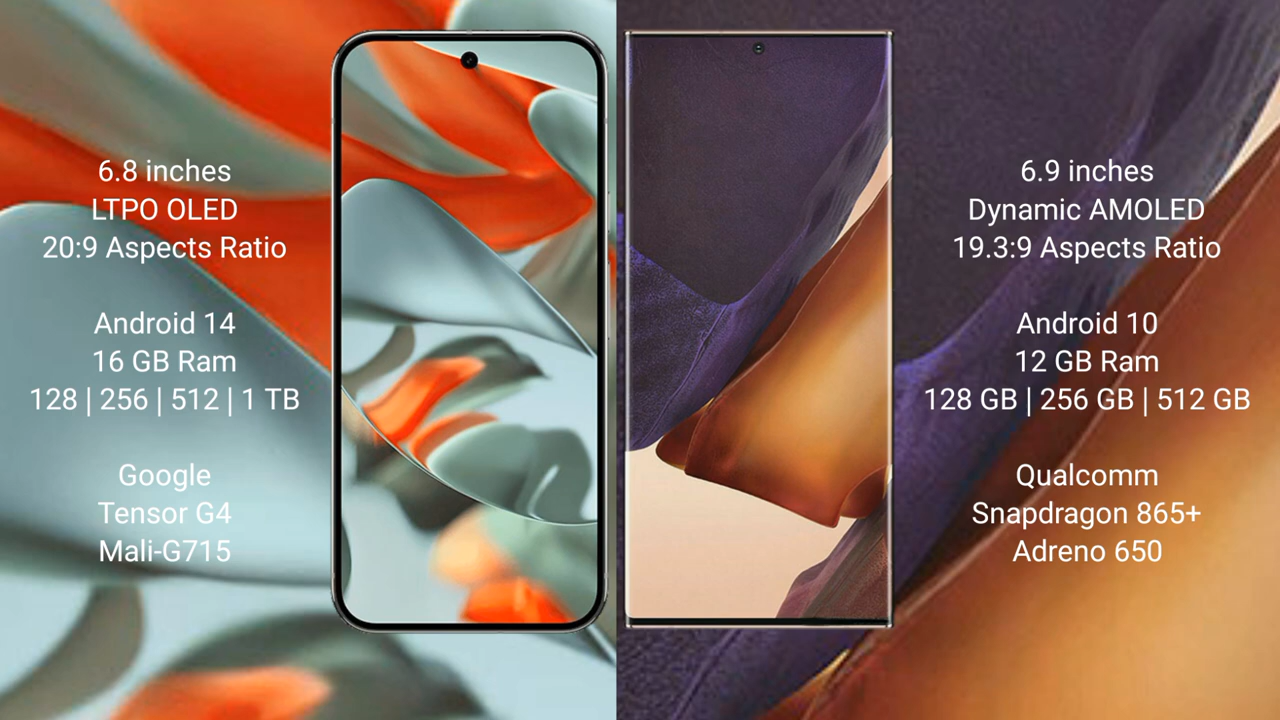 6.8 inches
LTPO OLED
20:9 Aspects Ratio
Android 14
16 GB Ram
128 | 256 | 512 | 1 TB
Google
Tensor G4
Mali-G715
6.9 inches
Dynamic AMOLED
19.3:9 Aspects Ratio
Android 10
12 GB Ram
128 GB | 256 GB | 512 GB
Qualcomm
Snapdragon 865+
Adreno 650